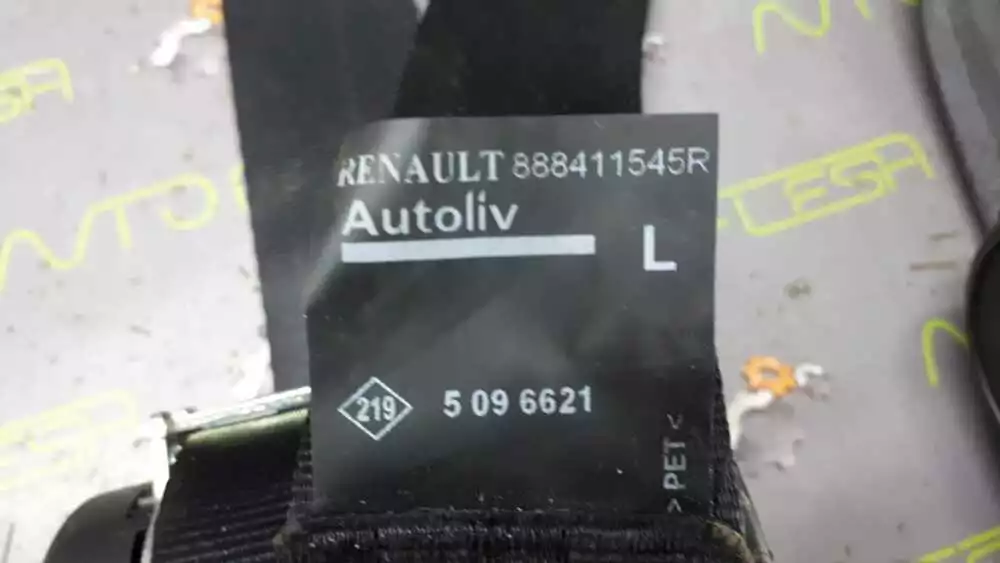 RENAULT 888411545R
Autoliv
L
219
5 09 6621
>PET<